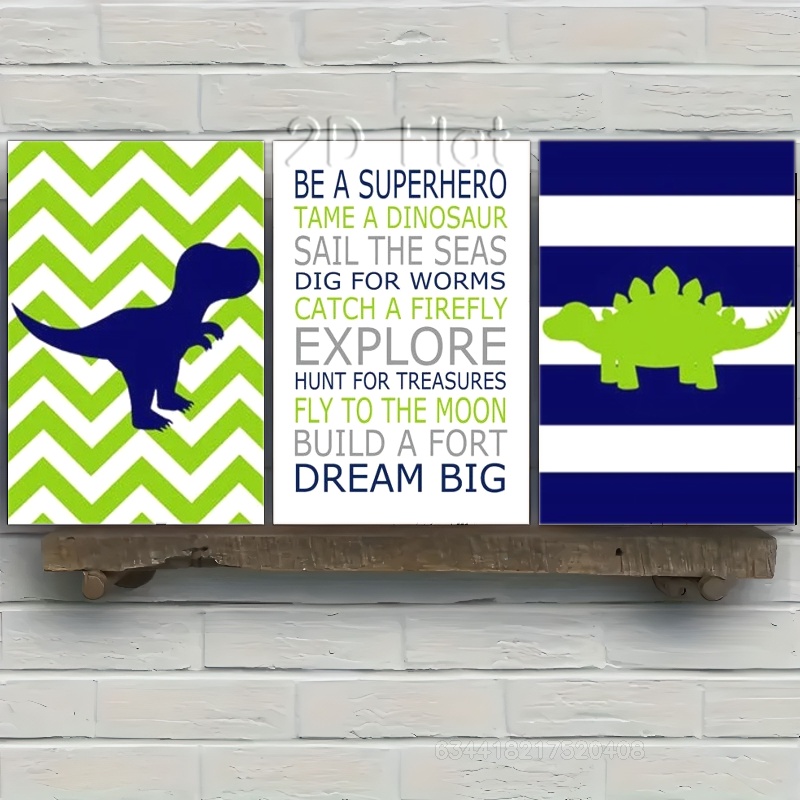 2D Flat
BE A SUPERHERO
TAME A DINOSAUR
SAIL THE SEAS
DIG FOR WORMS
CATCH A FIREFLY
EXPLORE
HUNT FOR TREASURES
FLY TO THE MOON
BUILD A FORT
DREAM BIG
634418217520408